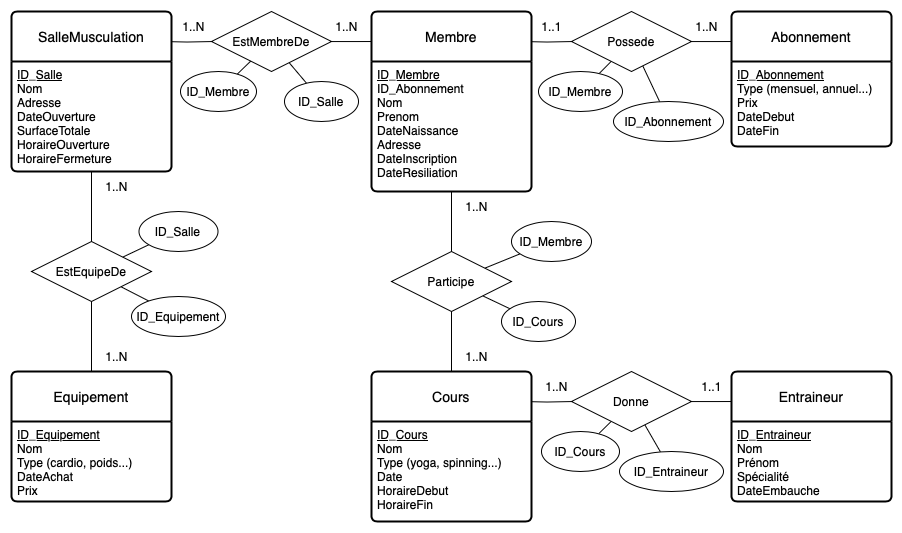 SalleMusculation
1..N
EstMembreDe
1..N
Membre
1..1
Possede
1..N
Abonnement
ID_Salle
Nom
Adresse
DateOuverture
SurfaceTotale
HoraireOuverture
HoraireFermeture
ID_Membre
ID_Salle
ID_Membre
ID_Abonnement
Nom
Prenom
DateNaissance
Adresse
DateInscription
DateResiliation
ID_Membre
ID_Abonnement
ID_Abonnement
Type (mensuel, annuel...)
Prix
DateDebut
DateFin
1..N
ID_Salle
EstEquipeDe
ID_Equipement
1..N
1..N
ID_Membre
Participe
ID_Cours
1..N
Equipement
ID_Equipement
Nom
Type (cardio, poids...)
DateAchat
Prix
Cours
ID_Cours
Nom
Type (yoga, spinning...)
Date
HoraireDebut
HoraireFin
1..N
Donne
1..1
ID_Cours
ID_Entraineur
Entraineur
ID_Entraineur
Nom
Prénom
Spécialité
DateEmbauche